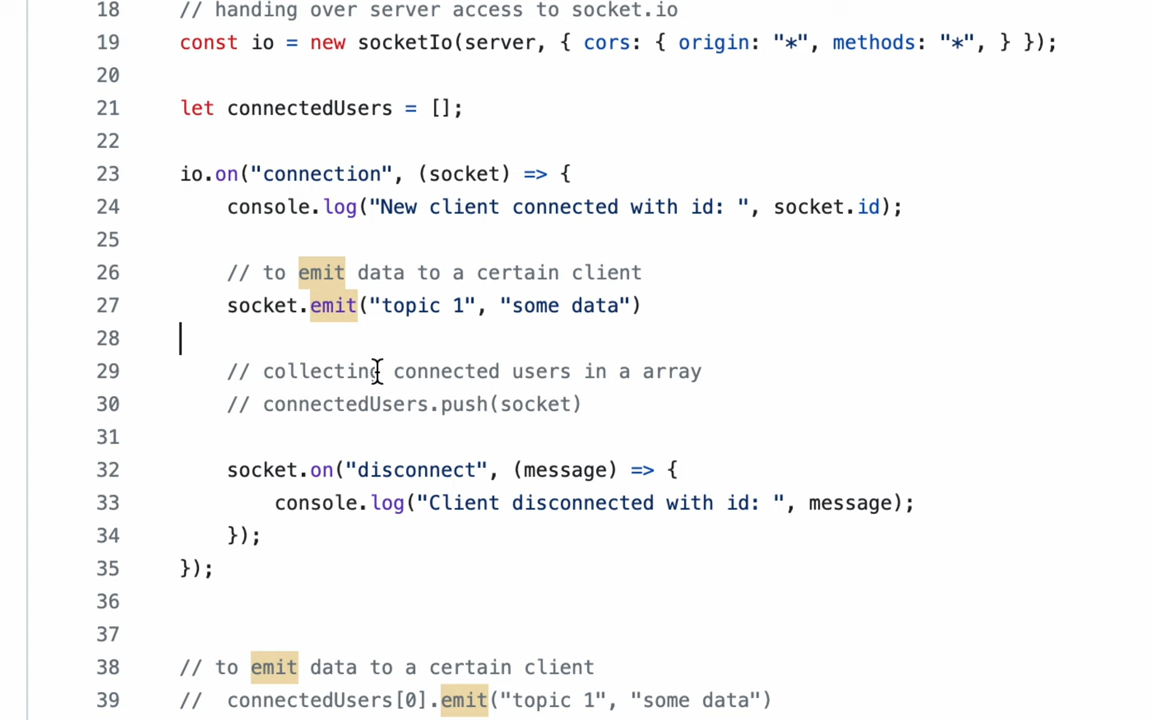 18 // handing over server access to socket.io
19 const io = new socketIo(server, { cors: { origin: "*", methods: "*", } });
20
21 let connectedUsers = [];
22
23 io.on("connection", (socket) => {
24 console.log("New client connected with id: ", socket.id);
25
26 // to emit data to a certain client
27 socket.emit("topic 1", "some data")
28
29 // collecting connected users in a array
30 // connectedUsers.push(socket)
31
32 socket.on("disconnect", (message) => {
33 console.log("Client disconnected with id: ", message);
34 });
35 });
36
37
38 // to emit data to a certain client
39 // connectedUsers[0].emit("topic 1", "some data")